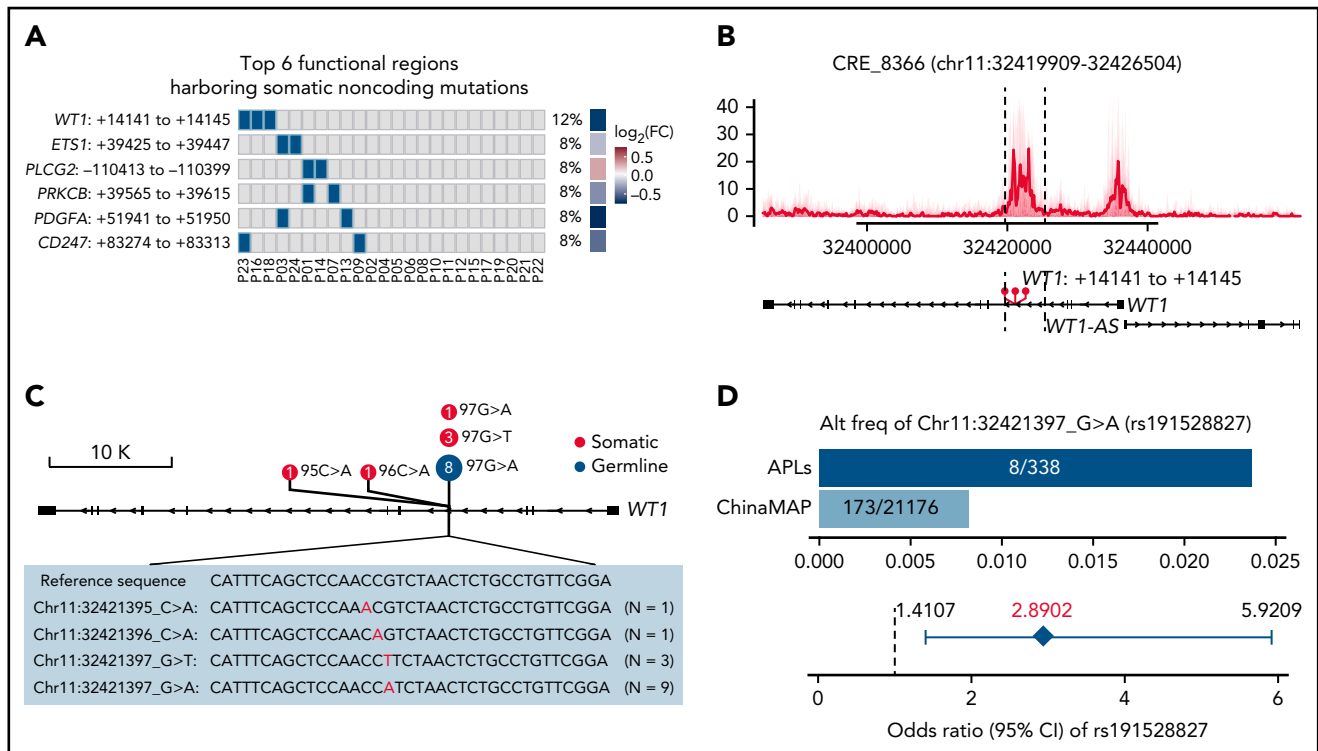 A
Top 6 functional regions
harboring somatic noncoding mutations
WT1: +14141 to +14145 12%
ETS1: +39425 to +39447 8%
PLCG2: –110413 to –110399 8%
PRKCB: +39565 to +39615 8%
PDGFA: +51941 to +51950 8%
CD247: +83274 to +83313 8%
P23 P16 P18 P03 P24 P01 P14 P07 P13 P09 P02 P04 P05 P06 P08 P10 P11 P12 P15 P17 P19 P20 P21 P22
log2(FC)
0.5
0.0
–0.5
B
CRE_8366 (chr11:32419909-32426504)
40
30
20
10
0
32400000 32420000 32440000
WT1: +14141 to +14145
WT1
WT1-AS
C
10 K
1 97G>A
3 97G>T
8 97G>A
1 95C>A 1 96C>A
Somatic
Germline
WT1
Reference sequence CATTTCAGCTCCAACCGTCTAACTCTGCCTGTTCGGA
Chr11:32421395_C>A: CATTTCAGCTCCAAACGTCTAACTCTGCCTGTTCGGA (N = 1)
Chr11:32421396_C>A: CATTTCAGCTCCAACAGTCTAACTCTGCCTGTTCGGA (N = 1)
Chr11:32421397_G>T: CATTTCAGCTCCAACCTTCTAACTCTGCCTGTTCGGA (N = 3)
Chr11:32421397_G>A: CATTTCAGCTCCAACCATCTAACTCTGCCTGTTCGGA (N = 9)
D
Alt freq of Chr11:32421397_G>A (rs191528827)
APLs 8/338
ChinaMAP 173/21176
0.000 0.005 0.010 0.015 0.020 0.025
1.4107 2.8902 5.9209
0 2 4 6
Odds ratio (95% CI) of rs191528827